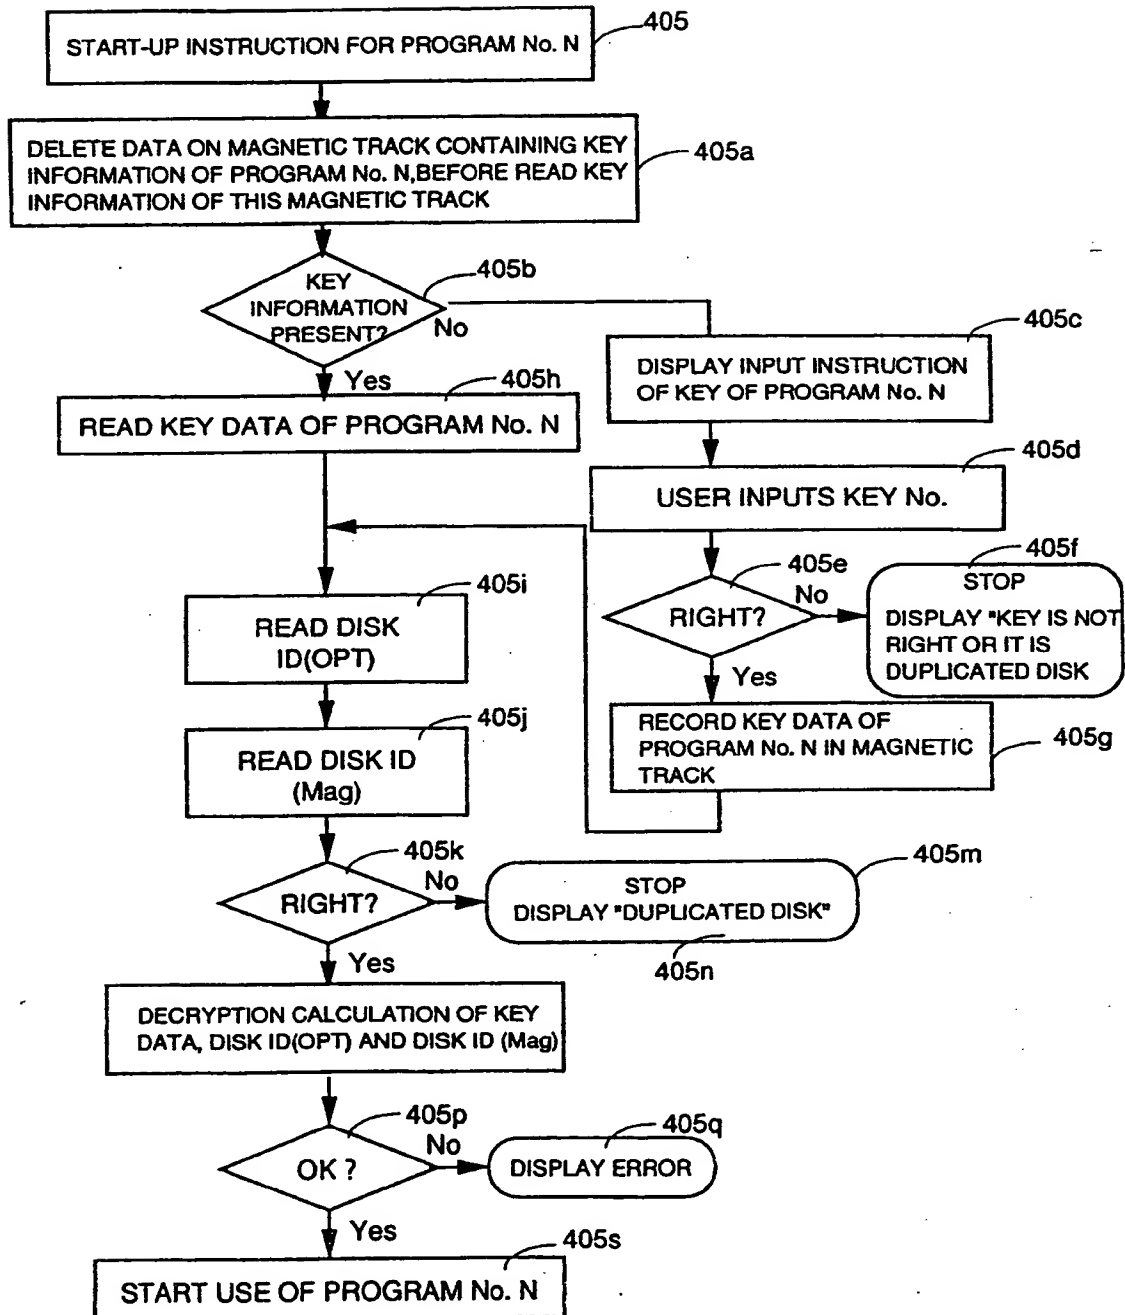 START-UP INSTRUCTION FOR PROGRAM No. N
405
DELETE DATA ON MAGNETIC TRACK CONTAINING KEY
INFORMATION OF PROGRAM No. N,BEFORE READ KEY
INFORMATION OF THIS MAGNETIC TRACK
405a
KEY
INFORMATION
PRESENT?
405b
No
Yes
405c
DISPLAY INPUT INSTRUCTION
OF KEY OF PROGRAM No. N
405h
READ KEY DATA OF PROGRAM No. N
405d
USER INPUTS KEY No.
405e
RIGHT?
No
405f
STOP
DISPLAY "KEY IS NOT
RIGHT OR IT IS
DUPLICATED DISK
Yes
405g
RECORD KEY DATA OF
PROGRAM No. N IN MAGNETIC
TRACK
405i
READ DISK
ID(OPT)
405j
READ DISK ID
(Mag)
405k
RIGHT?
No
405m
STOP
DISPLAY "DUPLICATED DISK"
405n
Yes
DECRYPTION CALCULATION OF KEY
DATA, DISK ID(OPT) AND DISK ID (Mag)
405p
OK ?
No
405q
DISPLAY ERROR
Yes
405s
START USE OF PROGRAM No. N